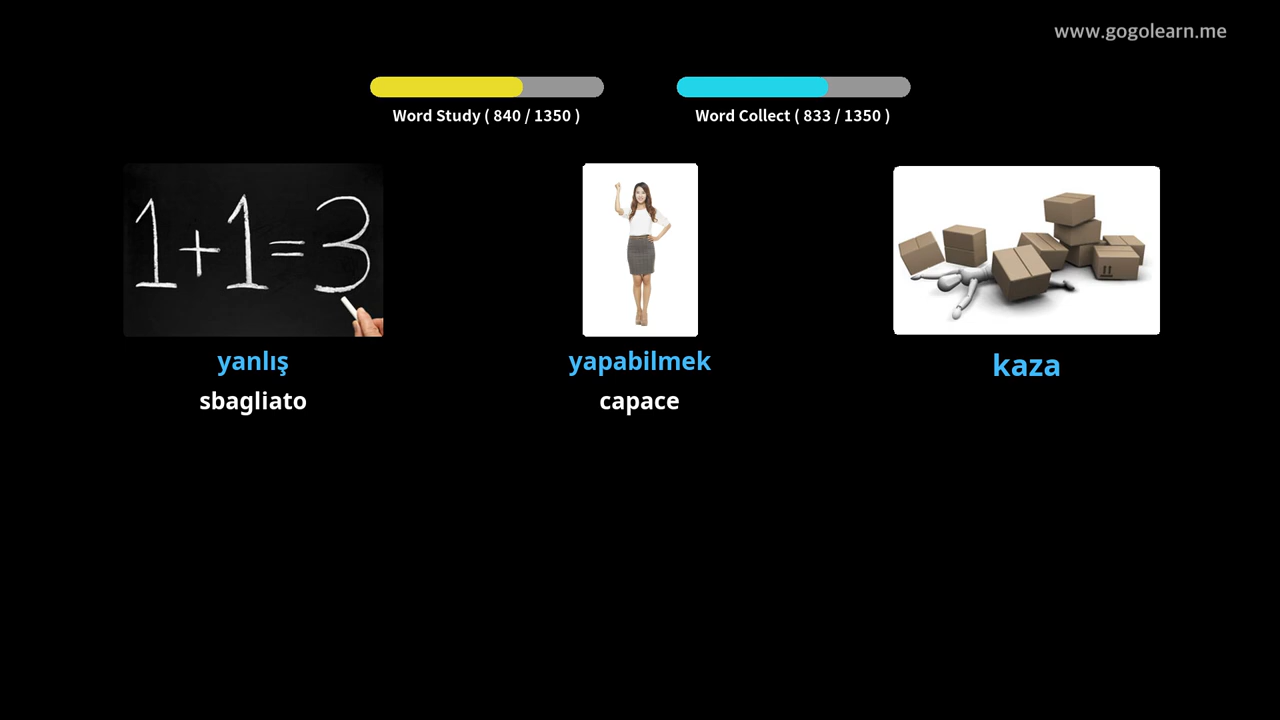 www.gogolearn.me
Word Study ( 840 / 1350 )
Word Collect ( 833 / 1350 )
1+1=3
yanlış
sbagliato
yapabilmek
capace
kaza